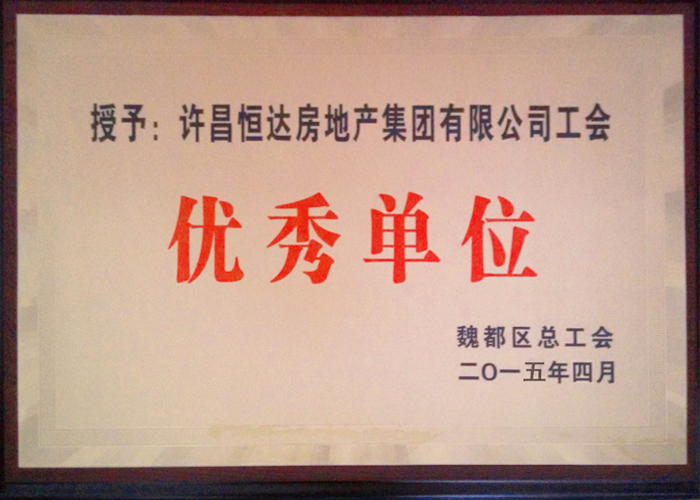 授予：许昌恒达房地产集团有限公司工会
优秀单位
魏都区总工会
二O一五年四月